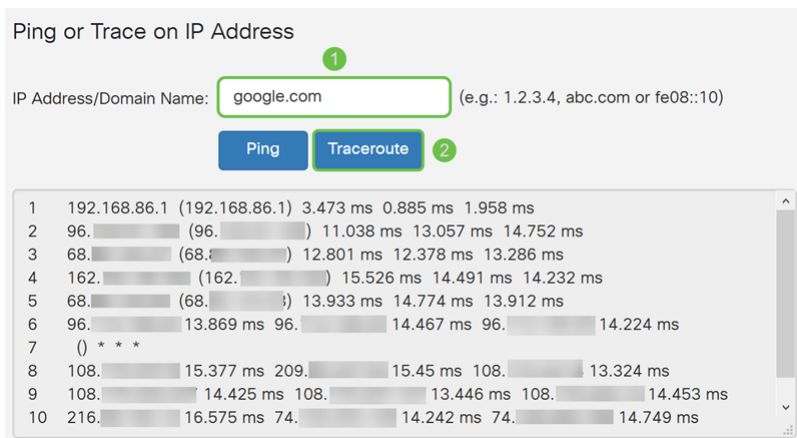 Ping or Trace on IP Address
1
IP Address/Domain Name: google.com (e.g.: 1.2.3.4, abc.com or fe08::10)
Ping Traceroute 2
1 192.168.86.1 (192.168.86.1) 3.473 ms 0.885 ms 1.958 ms
2 96. (96. ) 11.038 ms 13.057 ms 14.752 ms
3 68. (68. ) 12.801 ms 12.378 ms 13.286 ms
4 162. (162. ) 15.526 ms 14.491 ms 14.232 ms
5 68. (68. ) 13.933 ms 14.774 ms 13.912 ms
6 96. 13.869 ms 96. 14.467 ms 96. 14.224 ms
7 () * * *
8 108. 15.377 ms 209. 15.45 ms 108. 13.324 ms
9 108. 14.425 ms 108. 13.446 ms 108. 14.453 ms
10 216. 16.575 ms 74. 14.242 ms 74. 14.749 ms